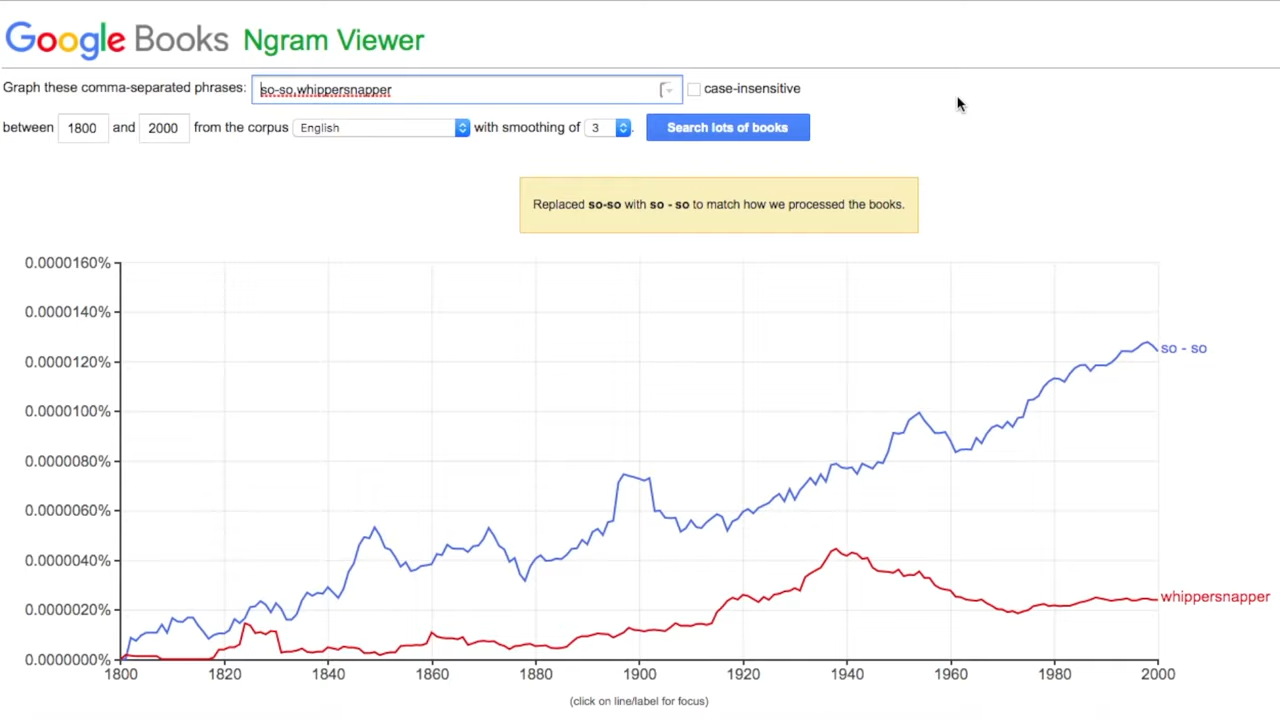 Google Books Ngram Viewer
Graph these comma-separated phrases: so-so,whippersnapper case-insensitive
between 1800 and 2000 from the corpus English with smoothing of 3 . Search lots of books
Replaced so-so with so - so to match how we processed the books.
0.0000160%
0.0000140%
0.0000120%
so - so
0.0000100%
0.0000080%
0.0000060%
0.0000040%
0.0000020%
whippersnapper
0.0000000%
1800 1820 1840 1860 1880 1900 1920 1940 1960 1980 2000
(click on line/label for focus)